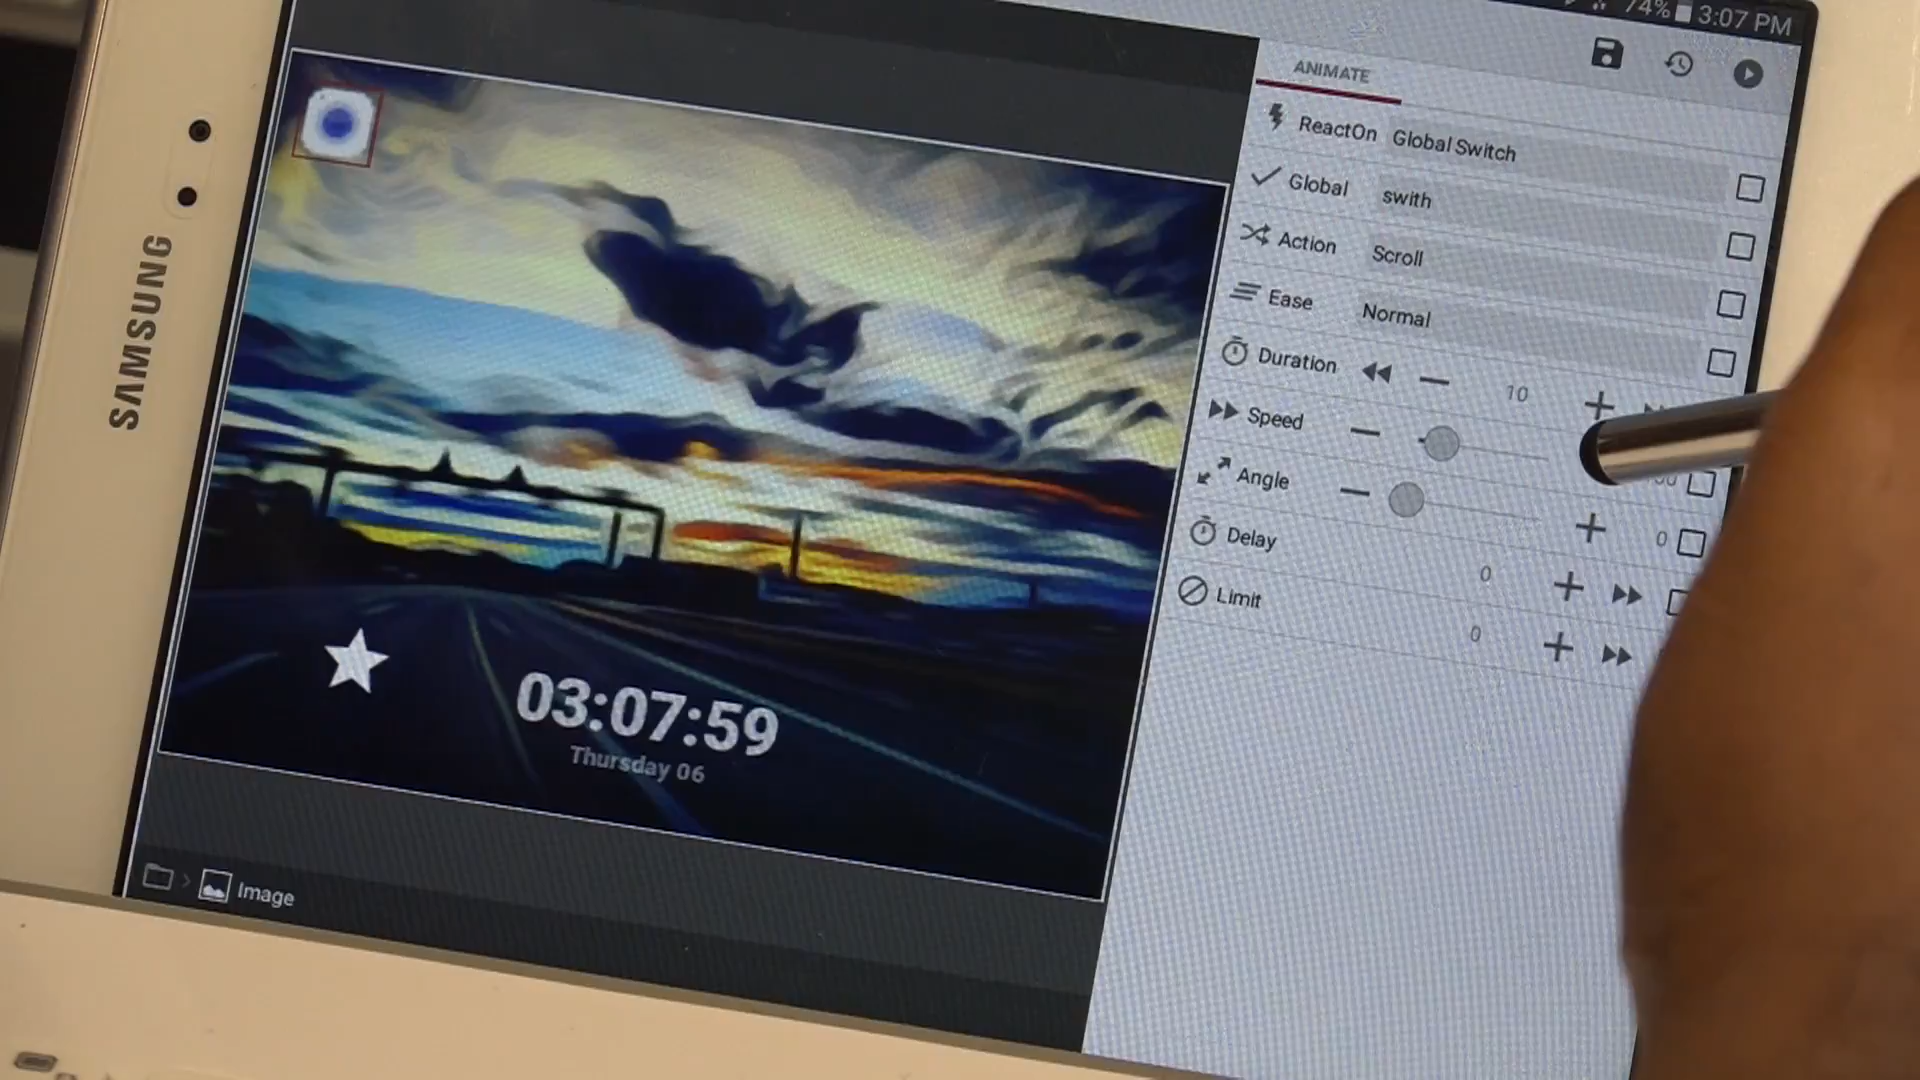 74% 3:07 PM
ANIMATE
ReactOn Global Switch
Global swith
Action Scroll
Ease Normal
Duration 10
Speed
Angle 0
Delay 0
Limit 0
SAMSUNG
03:07:59
Thursday 06
Image